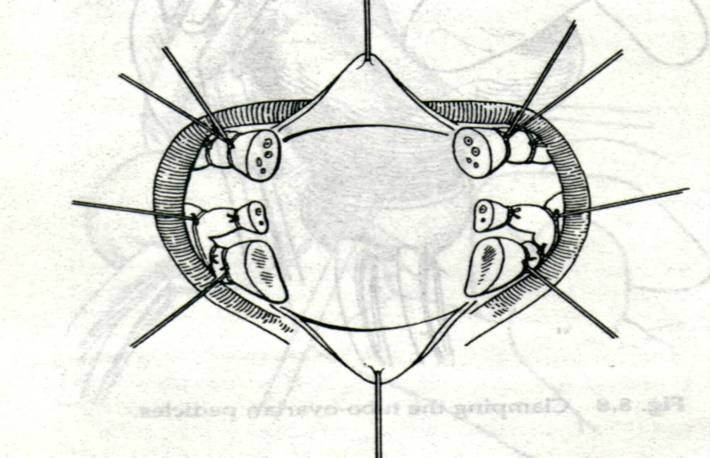 Fig. 8.8 Clamping the tubo-ovarian pedicles.